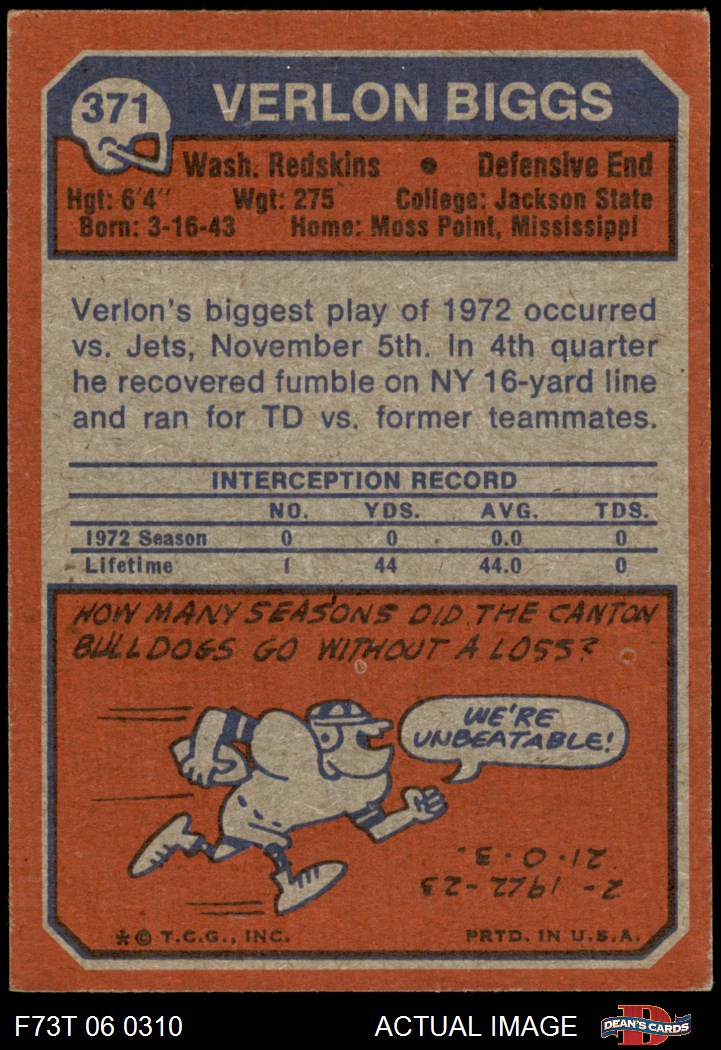 371
VERLON BIGGS
Wash. Redskins • Defensive End
Hgt: 6'4" Wgt: 275 College: Jackson State
Born: 3-16-43 Home: Moss Point, Mississippi
Verlon's biggest play of 1972 occurred
vs. Jets, November 5th. In 4th quarter
he recovered fumble on NY 16-yard line
and ran for TD vs. former teammates.
INTERCEPTION RECORD
NO. YDS. AVG. TDS.
1972 Season 0 0 0.0 0
Lifetime 1 44 44.0 0
HOW MANY SEASONS DID THE CANTON
BULLDOGS GO WITHOUT A LOSS?
WE'RE
UNBEATABLE!
2- 1922-23
21-0-3.
* © T.C.G., INC. PRTD. IN U.S.A.
F73T 06 0310 ACTUAL IMAGE
D
DEAN'S CARDS